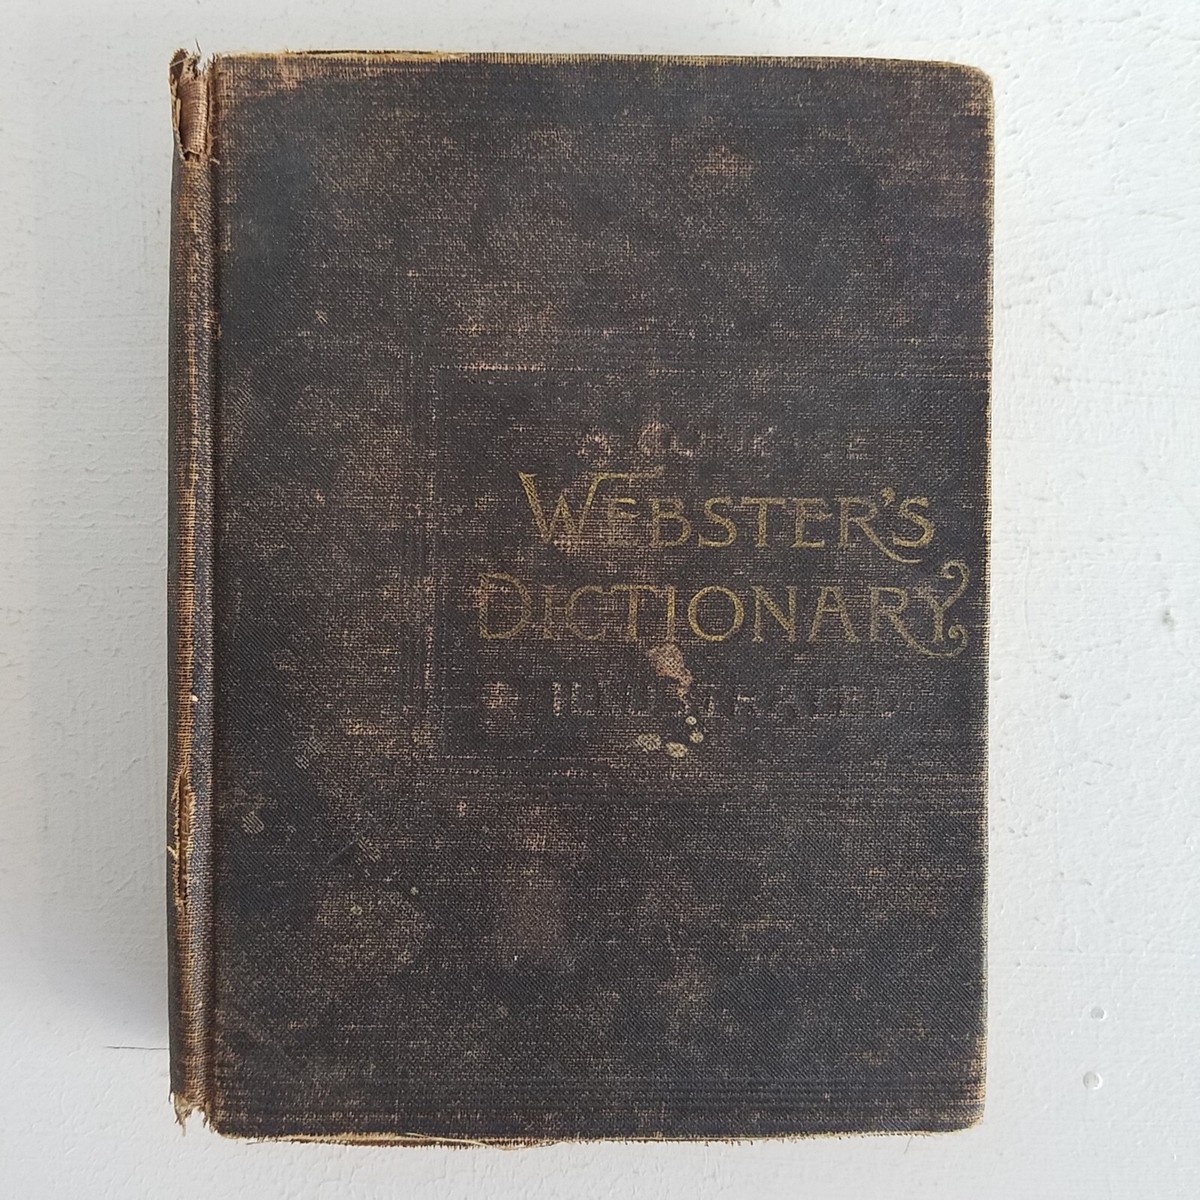 WEBSTER'S
DICTIONARY,
ILLUSTRATED